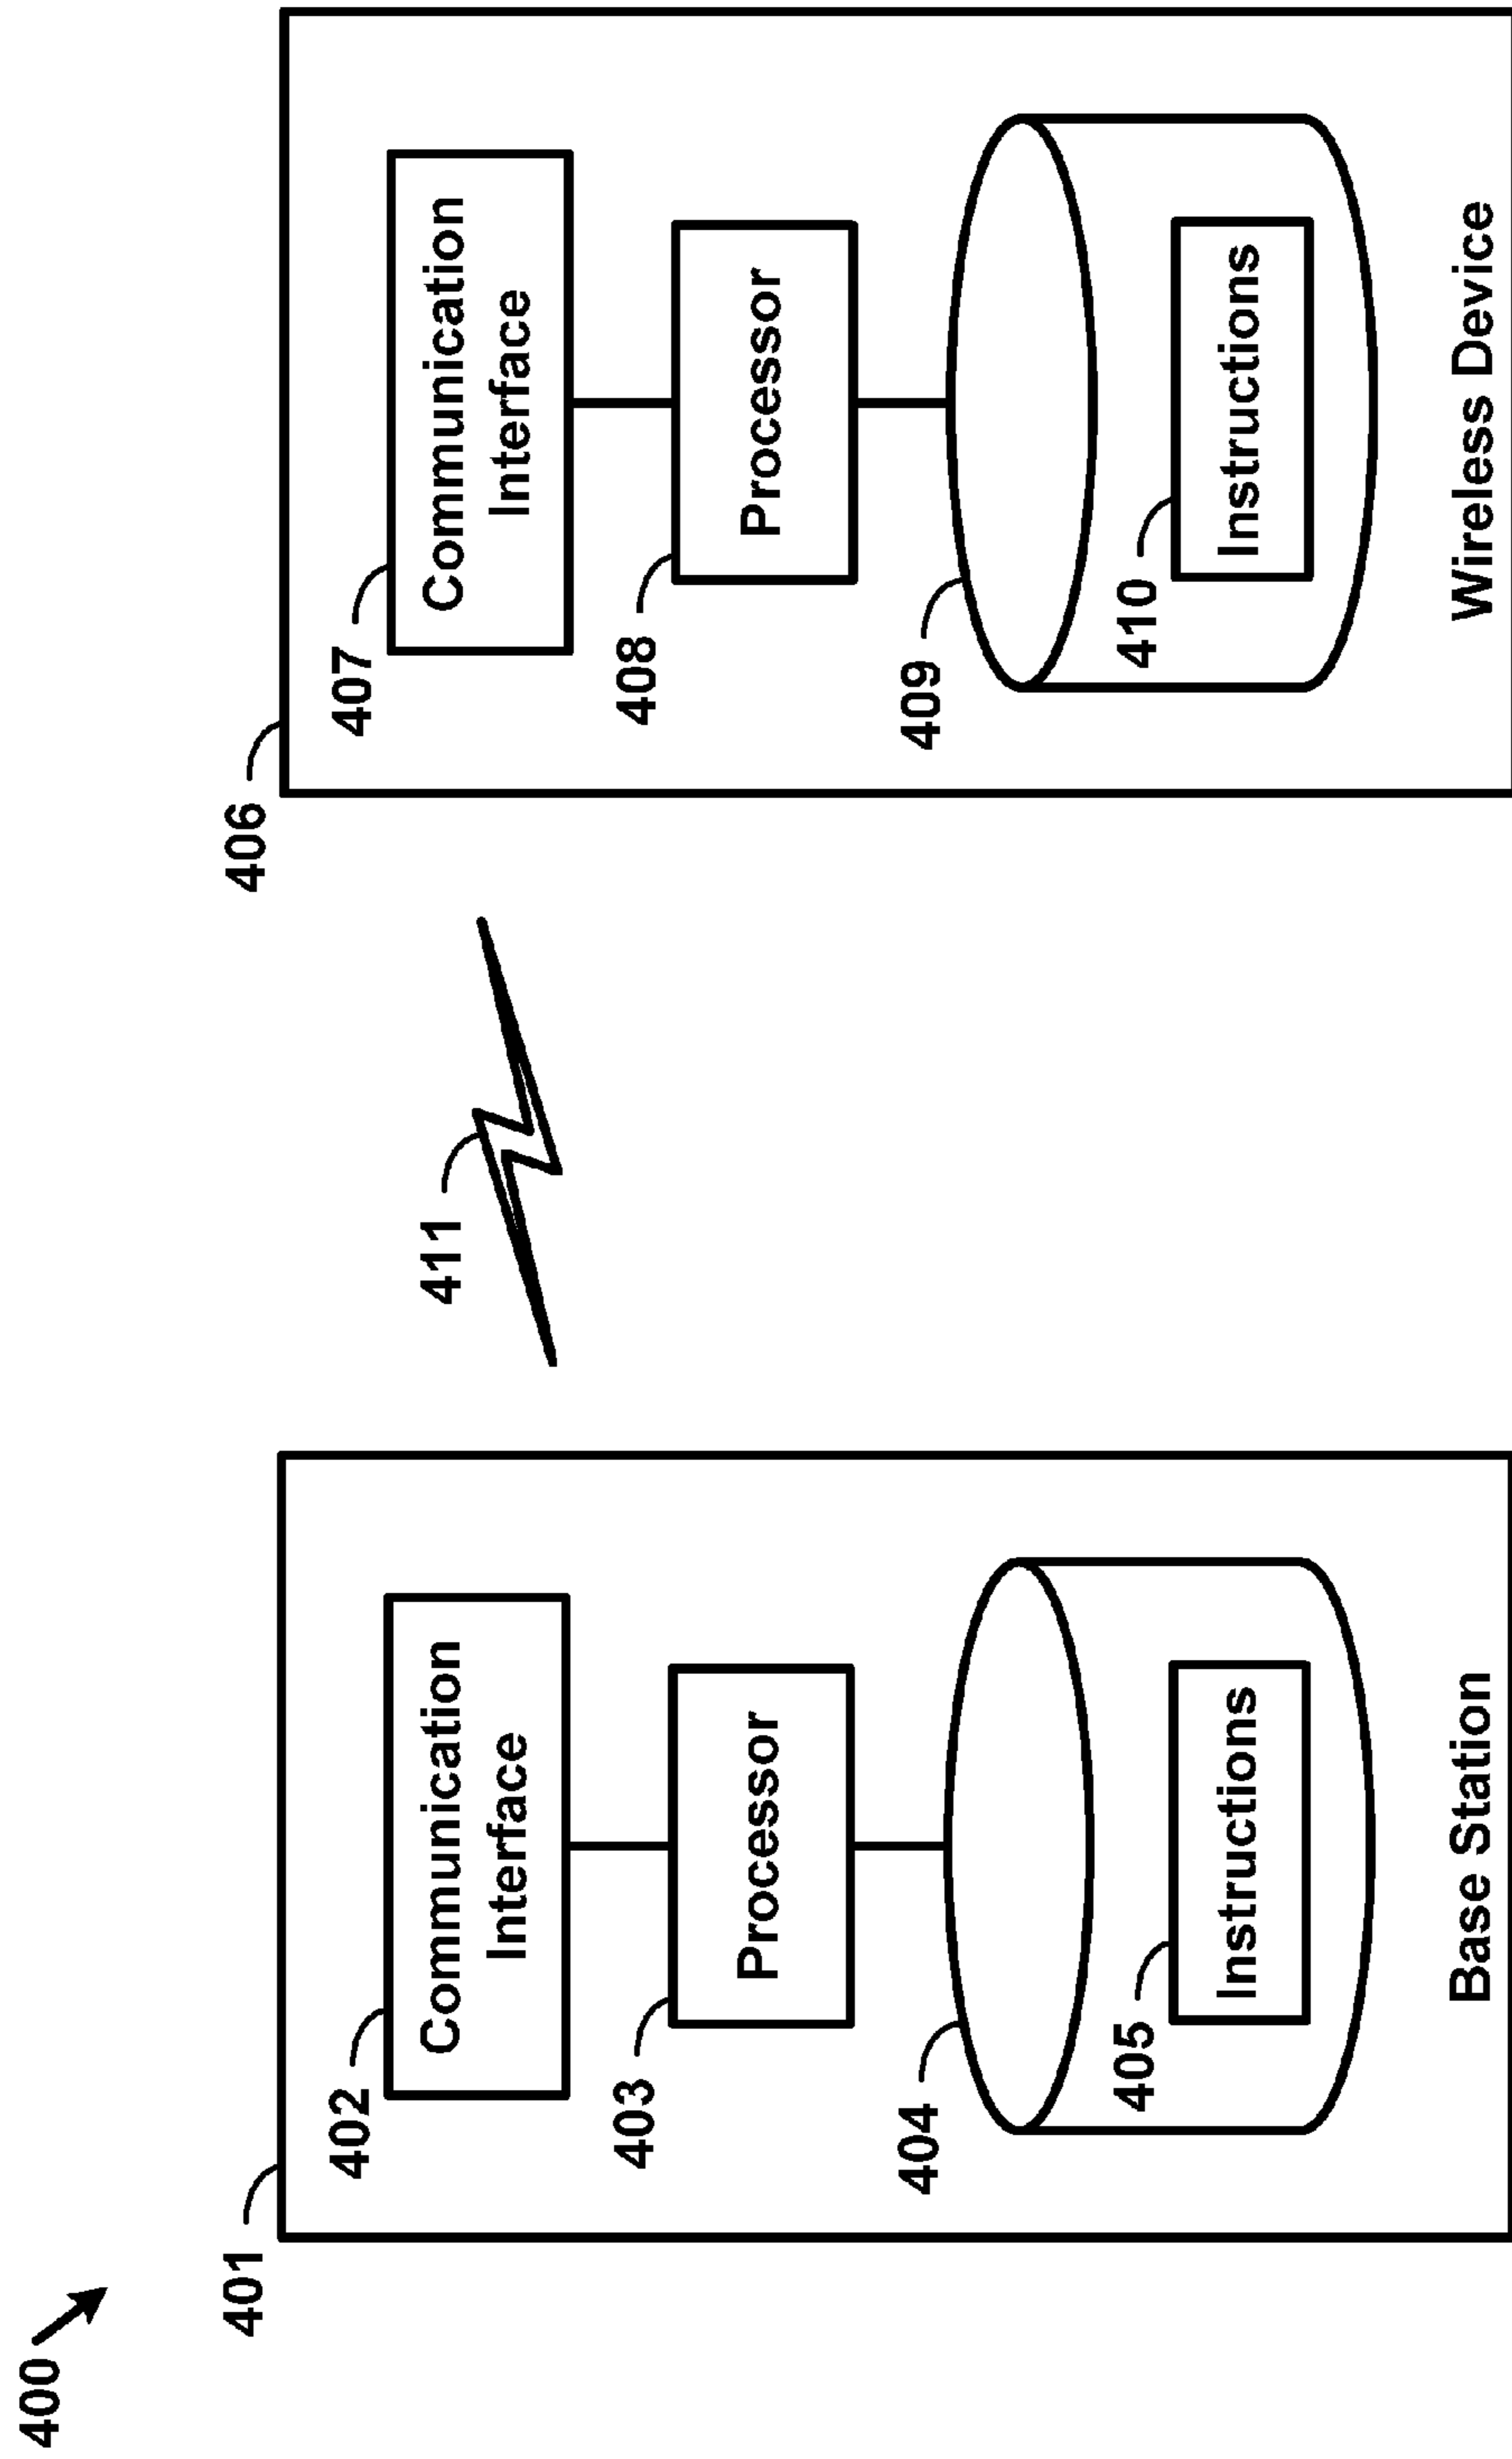 400
401
402
Communication
Interface
403
Processor
404
405
Instructions
Base Station
411
406
407
Communication
Interface
408
Processor
409
410
Instructions
Wireless Device